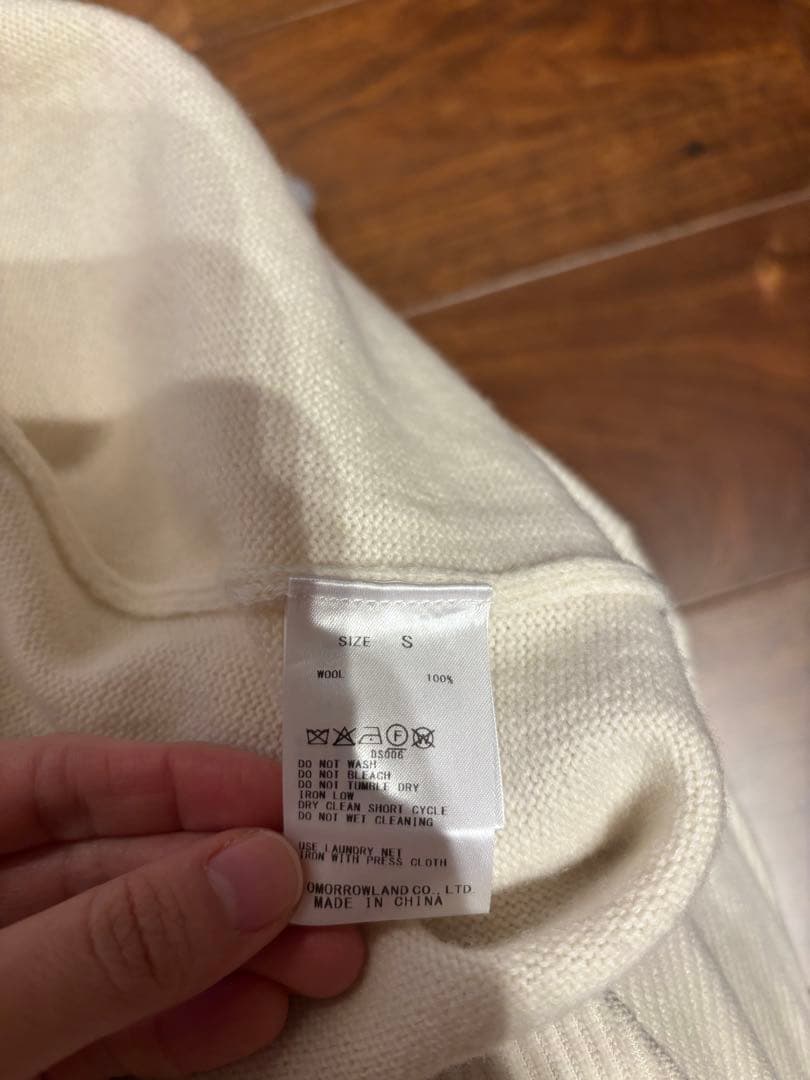 SIZE S
WOOL 100%
F W
DS006
DO NOT WASH
DO NOT BLEACH
DO NOT TUMBLE DRY
IRON LOW
DRY CLEAN SHORT CYCLE
DO NOT WET CLEANING
USE LAUNDRY NET
IRON WITH PRESS CLOTH
OMORROWLAND CO., LTD.
MADE IN CHINA